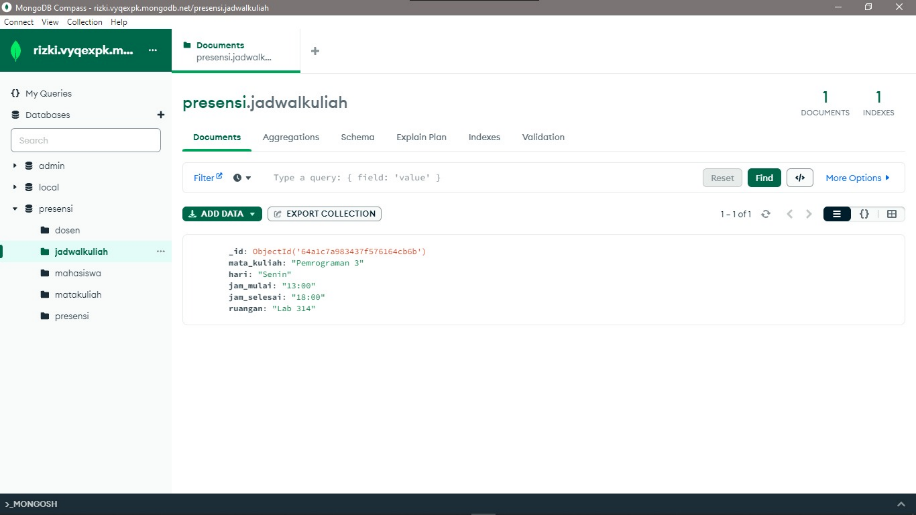 MongoDB Compass - rizki.vyqexpk.mongodb.net/presensi.jadwalkuliah
Connect View Collection Help
rizki.vyqexpk.m...
Documents
presensi.jadwalk...
My Queries
Databases
Search
admin
local
presensi
dosen
jadwalkuliah
mahasiswa
matakuliah
presensi
presensi.jadwalkuliah
1 DOCUMENTS
1 INDEXES
Documents Aggregations Schema Explain Plan Indexes Validation
Filter Type a query: { field: 'value' } Reset Find </> More Options
ADD DATA EXPORT COLLECTION 1 - 1 of 1 {}
_id: ObjectId('64a1c7a983437f576164cb6b')
mata_kuliah: "Pemrograman 3"
hari: "Senin"
jam_mulai: "13:00"
jam_selesai: "18:00"
ruangan: "Lab 314"
>_MONGOSH